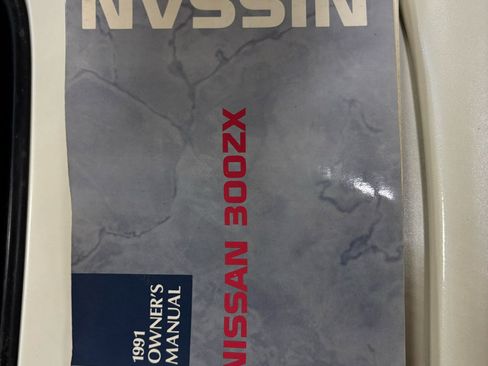 NISSAN
NISSAN 300ZX
1991
OWNER'S
MANUAL